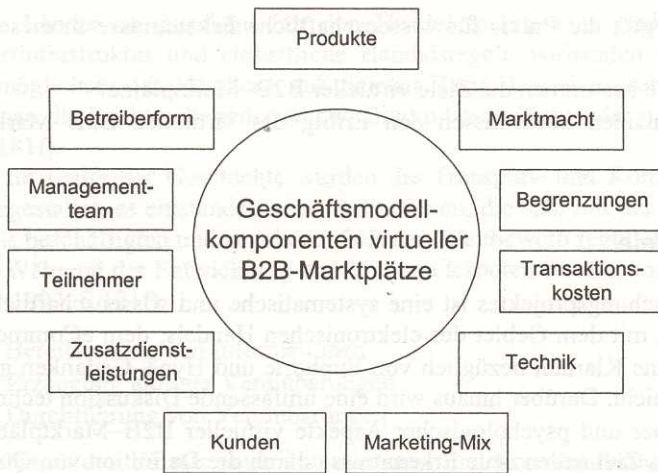 Produkte
Betreiberform
Marktmacht
Management-
team
Begrenzungen
Geschäftsmodell-
komponenten virtueller
B2B-Marktplätze
Teilnehmer
Transaktions-
kosten
Zusatzdienst-
leistungen
Technik
Kunden
Marketing-Mix